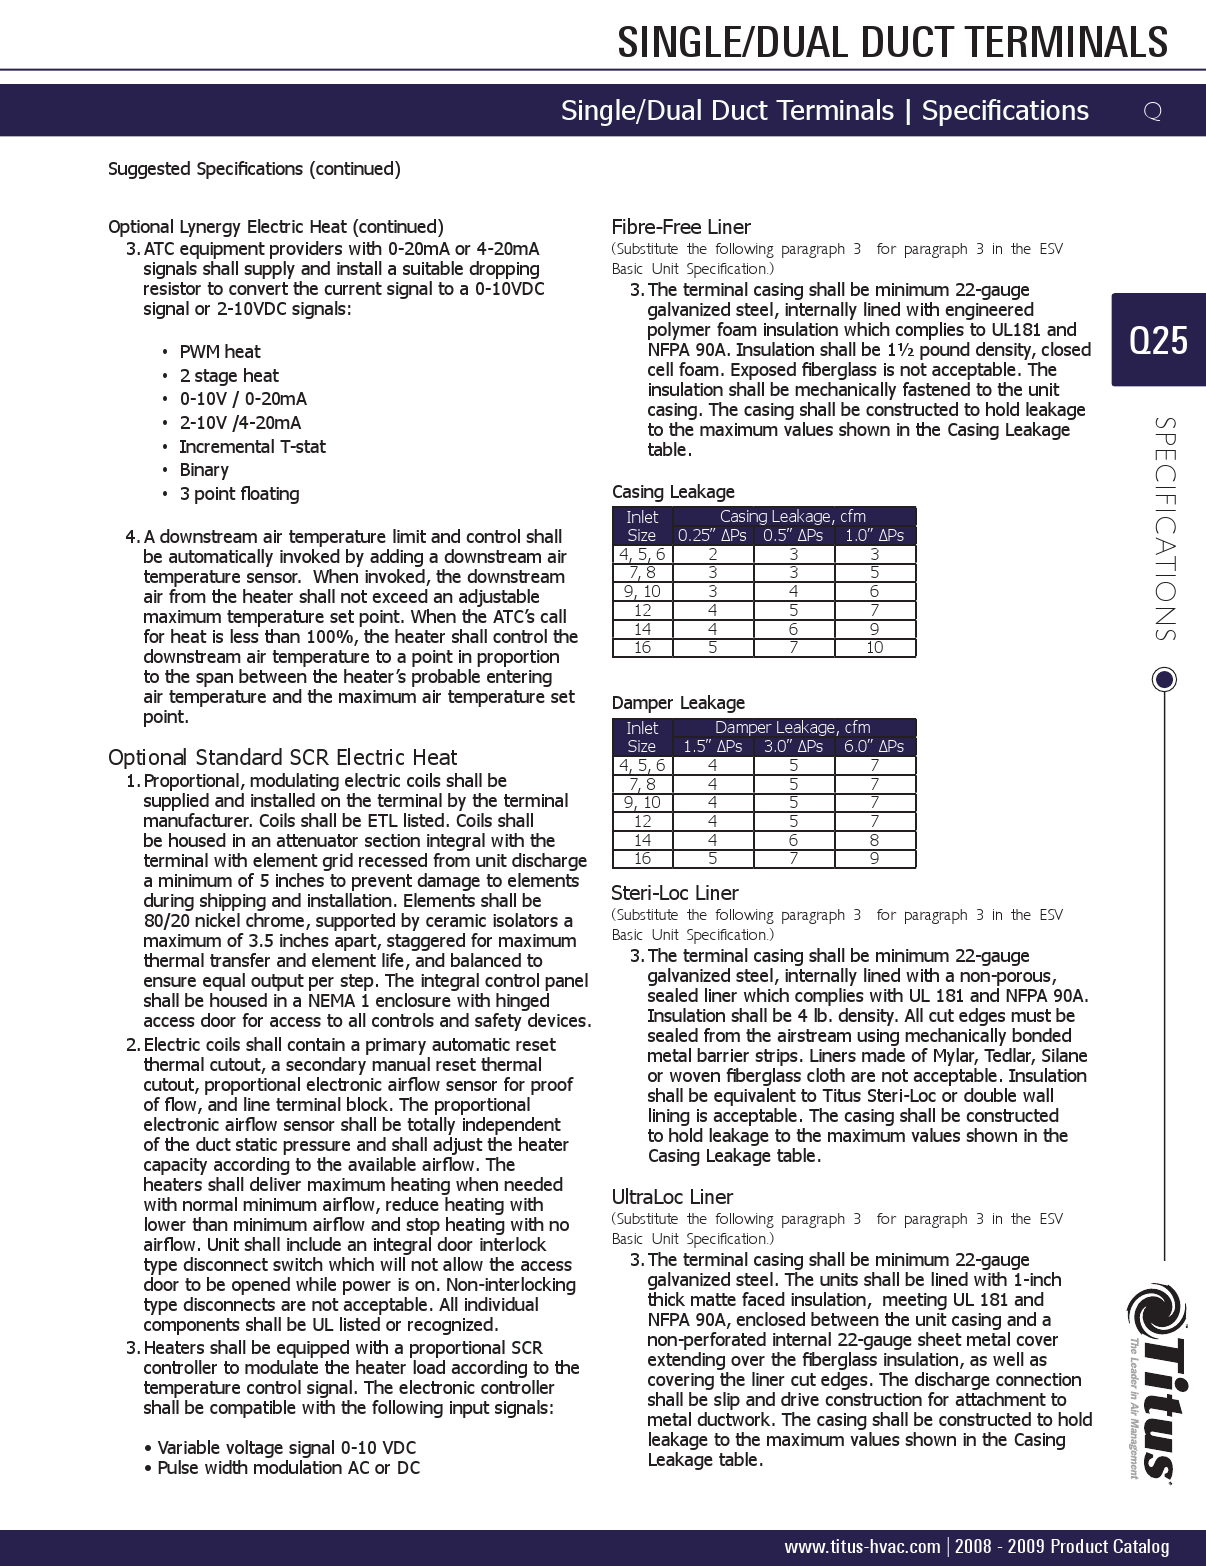 SINGLE/DUAL DUCT TERMINALS
Single/Dual Duct Terminals | Specifications
Q
Suggested Specifications (continued)
Optional Lynergy Electric Heat (continued)
3. ATC equipment providers with 0-20mA or 4-20mA
signals shall supply and install a suitable dropping
resistor to convert the current signal to a 0-10VDC
signal or 2-10VDC signals:
• PWM heat
• 2 stage heat
• 0-10V / 0-20mA
• 2-10V /4-20mA
• Incremental T-stat
• Binary
• 3 point floating
4. A downstream air temperature limit and control shall
be automatically invoked by adding a downstream air
temperature sensor.  When invoked, the downstream
air from the heater shall not exceed an adjustable
maximum temperature set point. When the ATC’s call
for heat is less than 100%, the heater shall control the
downstream air temperature to a point in proportion
to the span between the heater’s probable entering
air temperature and the maximum air temperature set
point.
Optional Standard SCR Electric Heat
1. Proportional, modulating electric coils shall be
supplied and installed on the terminal by the terminal
manufacturer. Coils shall be ETL listed. Coils shall
be housed in an attenuator section integral with the
terminal with element grid recessed from unit discharge
a minimum of 5 inches to prevent damage to elements
during shipping and installation. Elements shall be
80/20 nickel chrome, supported by ceramic isolators a
maximum of 3.5 inches apart, staggered for maximum
thermal transfer and element life, and balanced to
ensure equal output per step. The integral control panel
shall be housed in a NEMA 1 enclosure with hinged
access door for access to all controls and safety devices.
2. Electric coils shall contain a primary automatic reset
thermal cutout, a secondary manual reset thermal
cutout, proportional electronic airflow sensor for proof
of flow, and line terminal block. The proportional
electronic airflow sensor shall be totally independent
of the duct static pressure and shall adjust the heater
capacity according to the available airflow. The
heaters shall deliver maximum heating when needed
with normal minimum airflow, reduce heating with
lower than minimum airflow and stop heating with no
airflow. Unit shall include an integral door interlock
type disconnect switch which will not allow the access
door to be opened while power is on. Non-interlocking
type disconnects are not acceptable. All individual
components shall be UL listed or recognized.
3. Heaters shall be equipped with a proportional SCR
controller to modulate the heater load according to the
temperature control signal. The electronic controller
shall be compatible with the following input signals:
• Variable voltage signal 0-10 VDC
• Pulse width modulation AC or DC
Fibre-Free Liner
(Substitute the following paragraph 3 for paragraph 3 in the ESV
Basic Unit Specification.)
3. The terminal casing shall be minimum 22-gauge
galvanized steel, internally lined with engineered
polymer foam insulation which complies to UL181 and
NFPA 90A. Insulation shall be 1½ pound density, closed
cell foam. Exposed fiberglass is not acceptable. The
insulation shall be mechanically fastened to the unit
casing. The casing shall be constructed to hold leakage
to the maximum values shown in the Casing Leakage
table.
Casing Leakage
Inlet Size Casing Leakage, cfm
0.25” ΔPs 0.5” ΔPs 1.0” ΔPs
4, 5, 6 2 3 3
7, 8 3 3 5
9, 10 3 4 6
12 4 5 7
14 4 6 9
16 5 7 10
Damper Leakage
Inlet Size Damper Leakage, cfm
1.5” ΔPs 3.0” ΔPs 6.0” ΔPs
4, 5, 6 4 5 7
7, 8 4 5 7
9, 10 4 5 7
12 4 5 7
14 4 6 8
16 5 7 9
Steri-Loc Liner
(Substitute the following paragraph 3 for paragraph 3 in the ESV
Basic Unit Specification.)
3. The terminal casing shall be minimum 22-gauge
galvanized steel, internally lined with a non-porous,
sealed liner which complies with UL 181 and NFPA 90A.
Insulation shall be 4 lb. density. All cut edges must be
sealed from the airstream using mechanically bonded
metal barrier strips. Liners made of Mylar, Tedlar, Silane
or woven fiberglass cloth are not acceptable. Insulation
shall be equivalent to Titus Steri-Loc or double wall
lining is acceptable. The casing shall be constructed
to hold leakage to the maximum values shown in the
Casing Leakage table.
UltraLoc Liner
(Substitute the following paragraph 3 for paragraph 3 in the ESV
Basic Unit Specification.)
3. The terminal casing shall be minimum 22-gauge
galvanized steel. The units shall be lined with 1-inch
thick matte faced insulation,  meeting UL 181 and
NFPA 90A, enclosed between the unit casing and a
non-perforated internal 22-gauge sheet metal cover
extending over the fiberglass insulation, as well as
covering the liner cut edges. The discharge connection
shall be slip and drive construction for attachment to
metal ductwork. The casing shall be constructed to hold
leakage to the maximum values shown in the Casing
Leakage table.
Q25
SPECIFICATIONS
Titus
The Leader in Air Management
www.titus-hvac.com | 2008 - 2009 Product Catalog